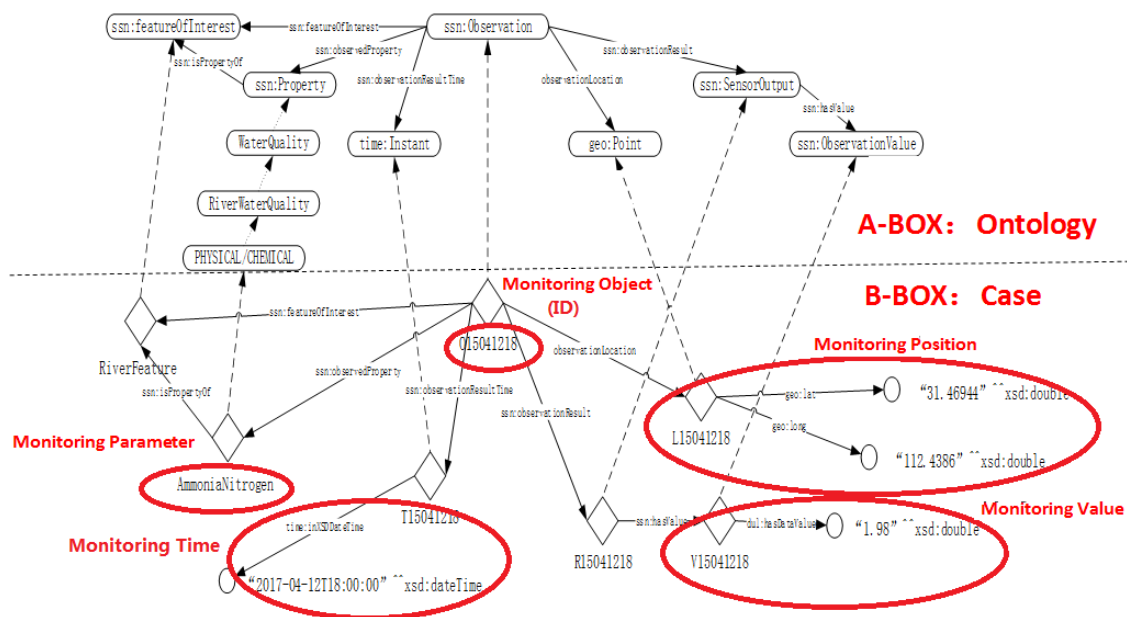 ssn:featureOfInterest
ssn:featureOfInterest
ssn:Observation
ssn:observedProperty
ssn:observationResult
ssn:isPropertyOf
ssn:Property
ssn:observationResultTime
observationLocation
ssn:SensorOutput
ssn:hasValue
WaterQuality
time:Instant
geo:Point
ssn:ObservationValue
RiverWaterQuality
A-BOX: Ontology
PHYSICAL/CHEMICAL
Monitoring Object
(ID)
B-BOX: Case
ssn:featureOfInterest
O15041218
observationLocation
Monitoring Position
RiverFeature
ssn:observedProperty
ssn:isPropertyOf
ssn:observationResultTime
geo:lat
“31.46944”^^xsd:double
ssn:observationResult
L15041218
geo:long
Monitoring Parameter
“112.4386”^^xsd:double
AmmoniaNitrogen
Monitoring Value
T15041218
time:inXSDDateTime
Monitoring Time
ssn:hasValue
dul:hasDataValue
“1.98”^^xsd:double
R15041218
V15041218
“2017-04-12T18:00:00”^^xsd:dateTime